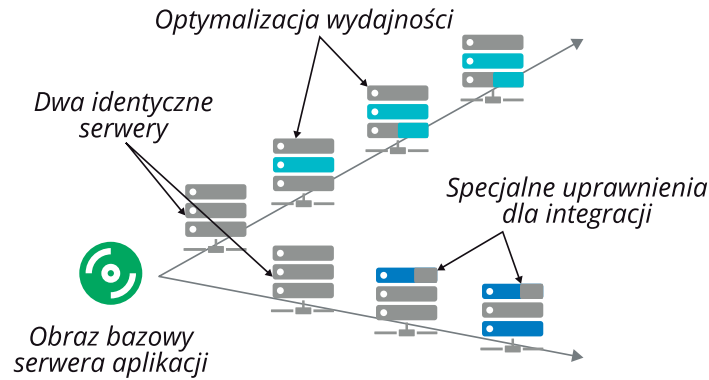 Optymalizacja wydajności
Dwa identyczne
serwery
Specjalne uprawnienia
dla integracji
Obraz bazowy
serwera aplikacji